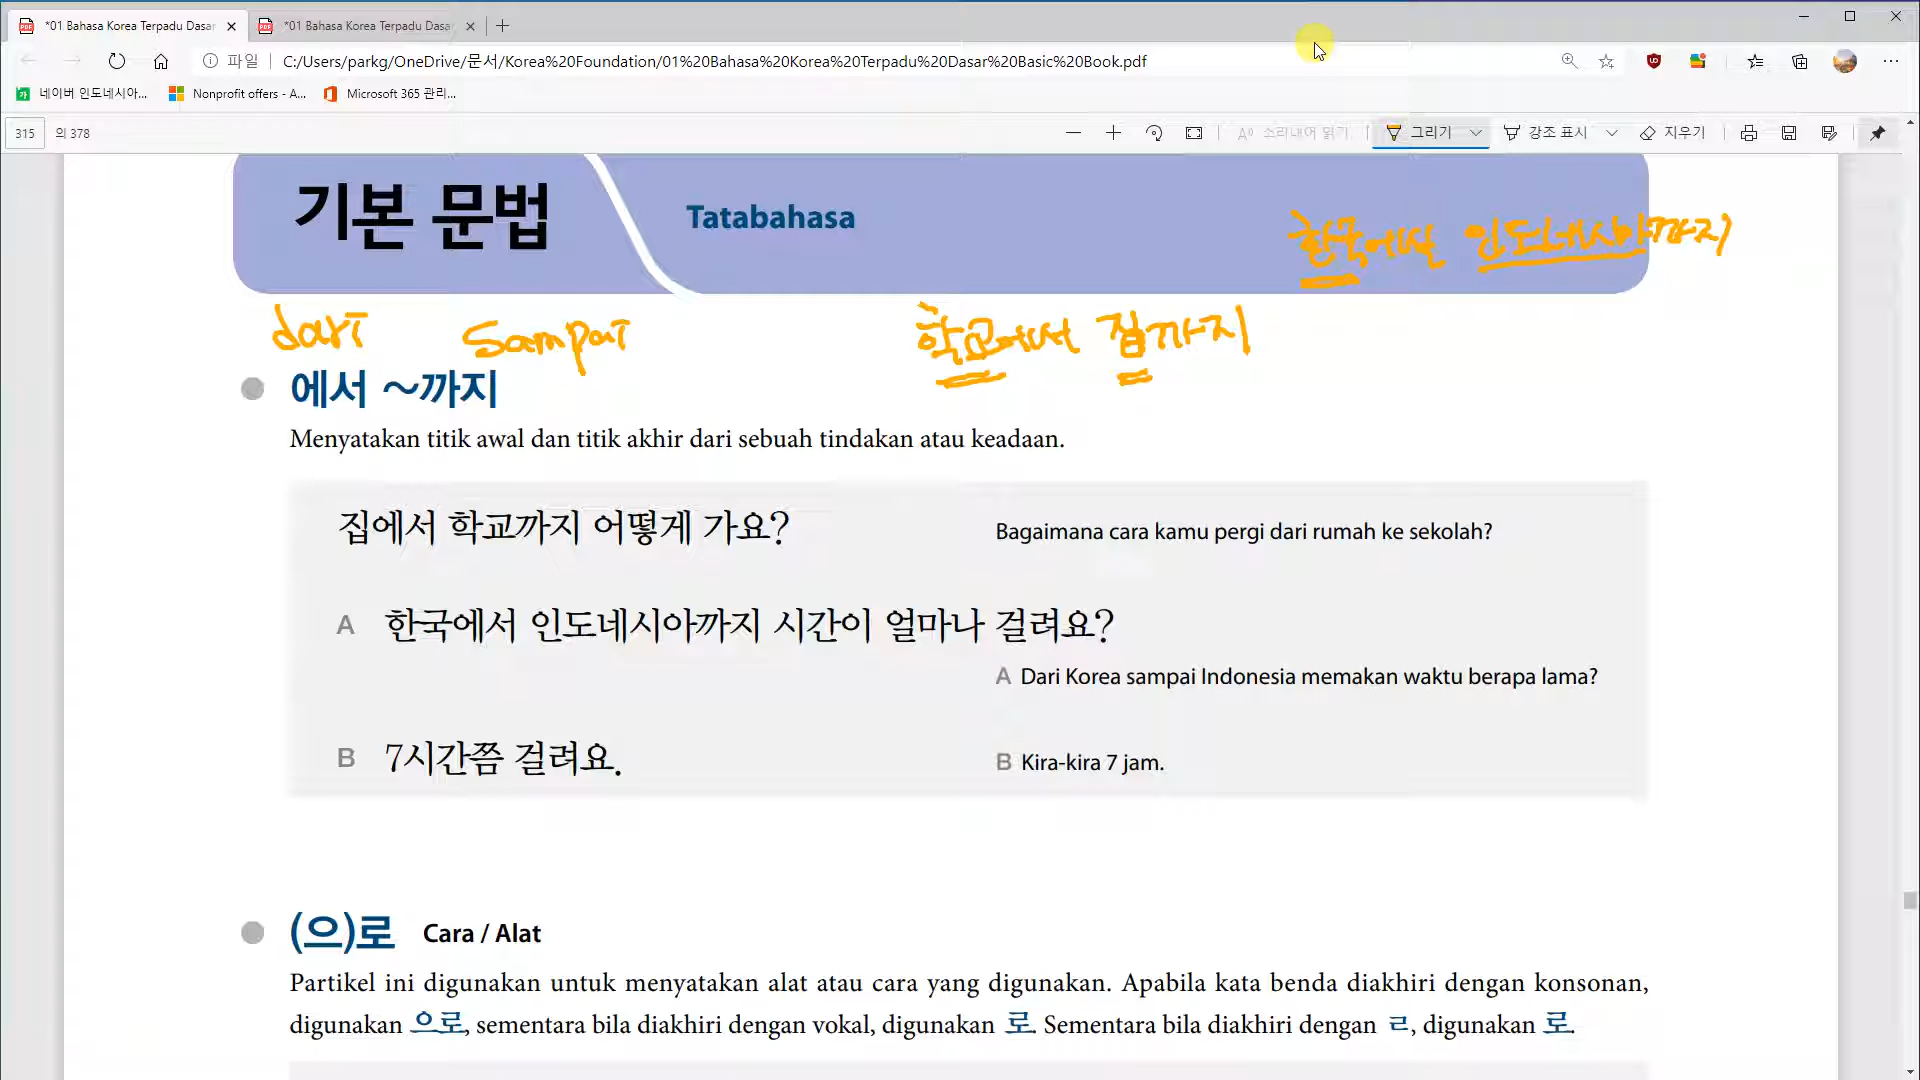 *01 Bahasa Korea Terpadu Dasar
*01 Bahasa Korea Terpadu Dasa
파일
C:/Users/parkg/OneDrive/문서/Korea%20Foundation/01%20Bahasa%20Korea%20Terpadu%20Dasar%20Basic%20Book.pdf
네이버 인도네시아...
Nonprofit offers - A...
Microsoft 365 관리...
315 의 378
소리내어 읽기
그리기
강조 표시
지우기
기본 문법
Tatabahasa
한국에서 인도네시아까지
dari
sampai
학교에서 집까지
에서 ~까지
Menyatakan titik awal dan titik akhir dari sebuah tindakan atau keadaan.
집에서 학교까지 어떻게 가요?
Bagaimana cara kamu pergi dari rumah ke sekolah?
A 한국에서 인도네시아까지 시간이 얼마나 걸려요?
A Dari Korea sampai Indonesia memakan waktu berapa lama?
B 7시간쯤 걸려요.
B Kira-kira 7 jam.
(으)로 Cara / Alat
Partikel ini digunakan untuk menyatakan alat atau cara yang digunakan. Apabila kata benda diakhiri dengan konsonan,
digunakan 으로, sementara bila diakhiri dengan vokal, digunakan 로. Sementara bila diakhiri dengan ㄹ, digunakan 로.